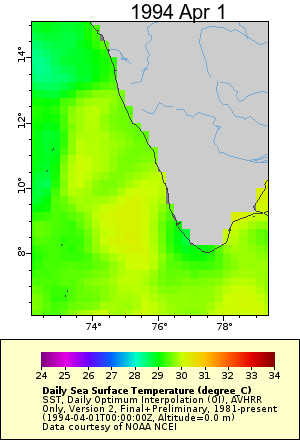 1994 Apr 1
14°
12°
10°
8°
74° 76° 78°
24 25 26 27 28 29 30 31 32 33 34
Daily Sea Surface Temperature (degree_C)
SST, Daily Optimum Interpolation (OI), AVHRR
Only, Version 2, Final+Preliminary, 1981-present
(1994-04-01T00:00:00Z, Altitude=0.0 m)
Data courtesy of NOAA NCEI